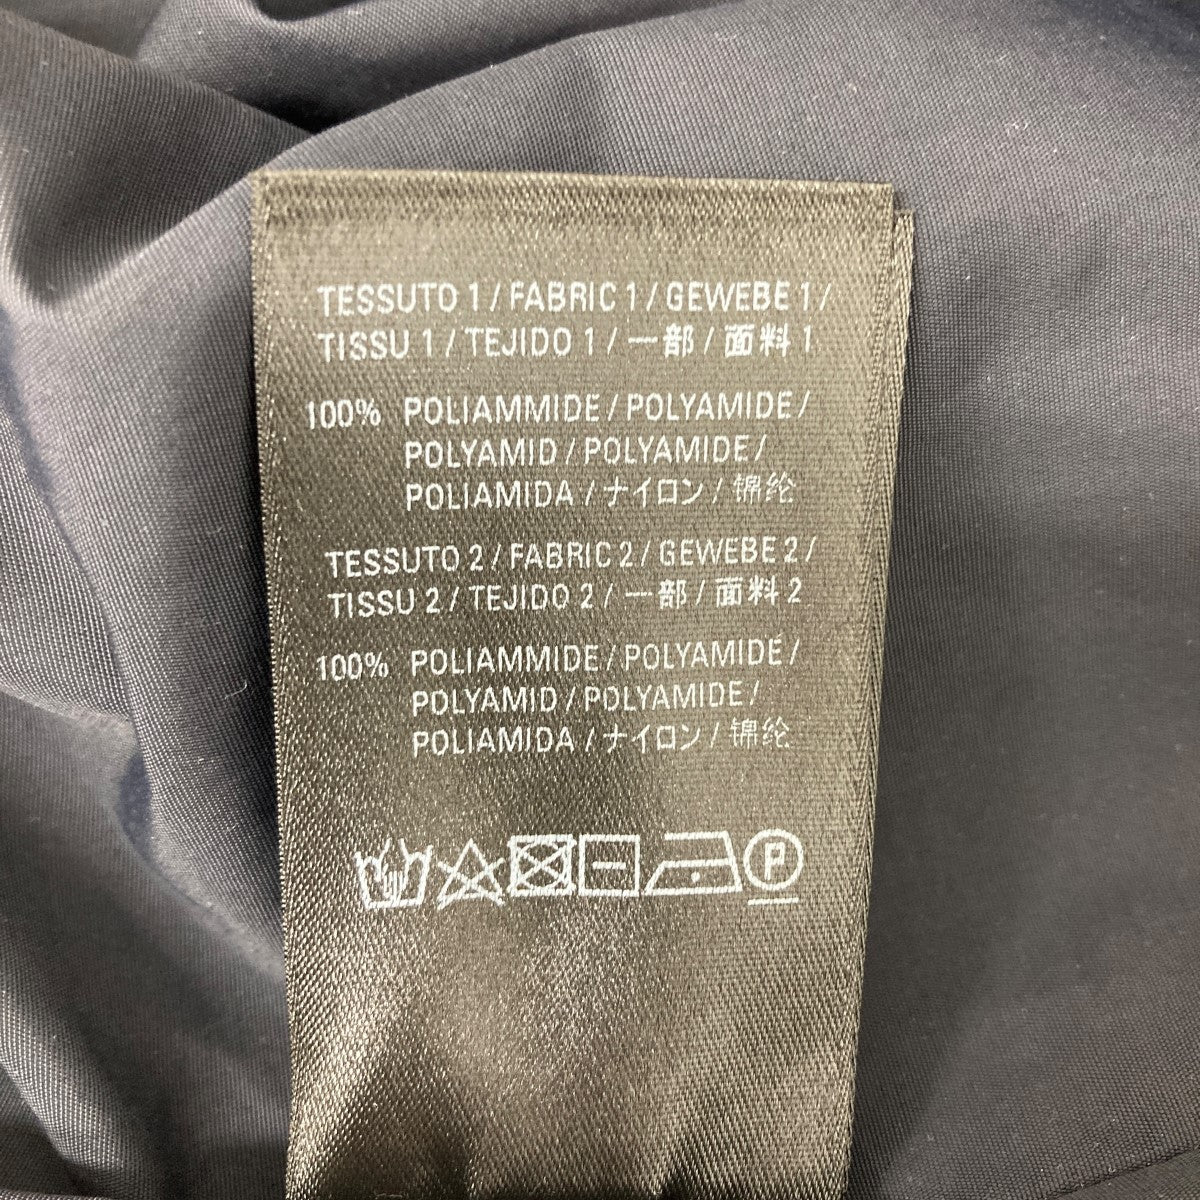 TESSUTO 1 / FABRIC 1 / GEWEBE 1 /
TISSU 1 / TEJIDO 1 / 一部 / 面料 1
100% POLIAMMIDE / POLYAMIDE /
POLYAMID / POLYAMIDE /
POLIAMIDA / ナイロン / 锦纶
TESSUTO 2 / FABRIC 2 / GEWEBE 2 /
TISSU 2 / TEJIDO 2 / 一部 / 面料 2
100% POLIAMMIDE / POLYAMIDE /
POLYAMID / POLYAMIDE /
POLIAMIDA / ナイロン / 锦纶
P